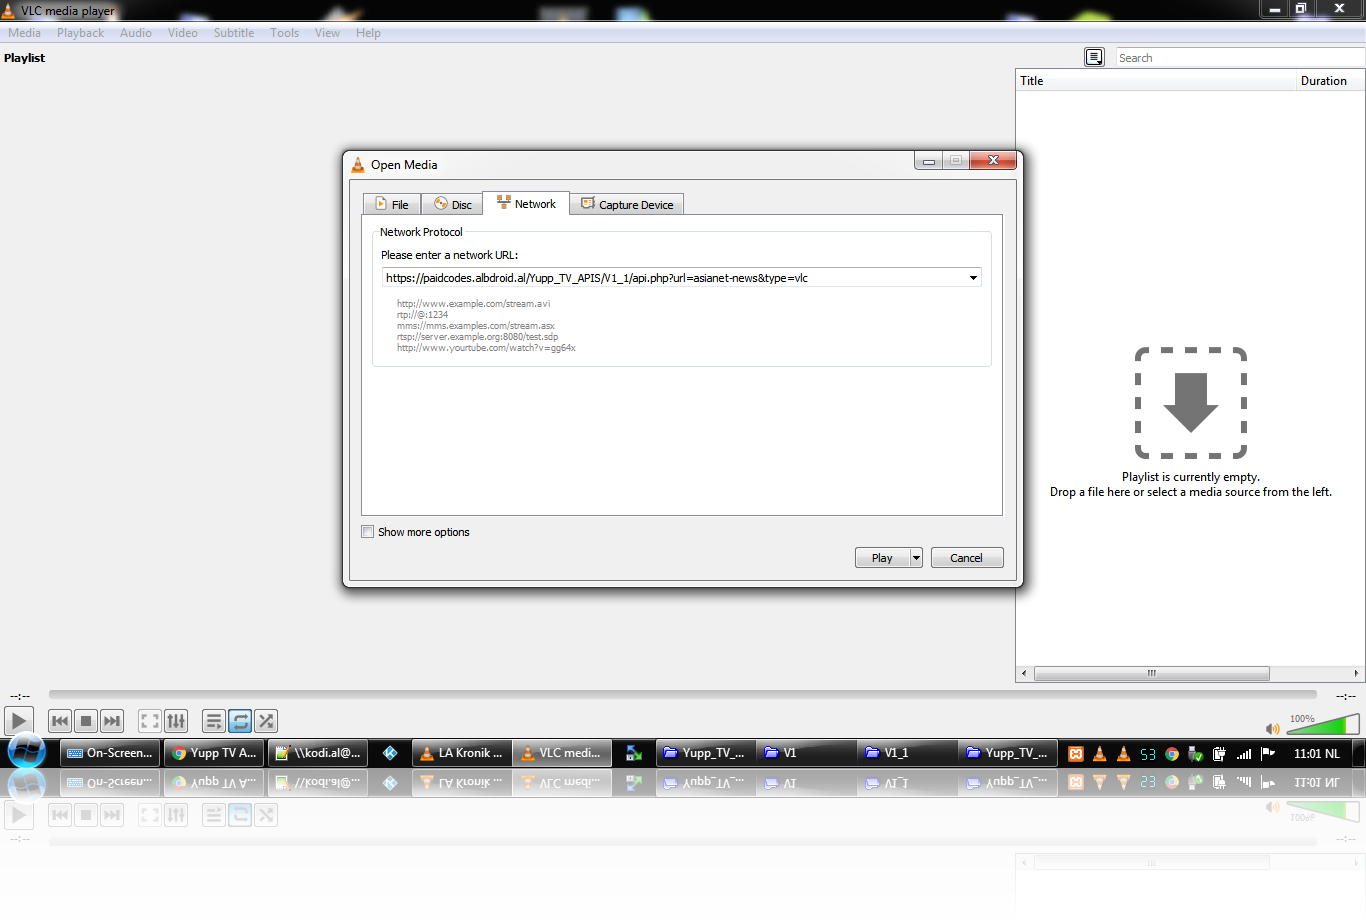 VLC media player
Media Playback Audio Video Subtitle Tools View Help
Playlist
Search
Title Duration
Open Media
File Disc Network Capture Device
Network Protocol
Please enter a network URL:
https://paidcodes.albdroid.al/Yupp_TV_APIS/V1_1/api.php?url=asianet-news&type=vlc
http://www.example.com/stream.avi
rtp://@:1234
mms://mms.examples.com/stream.asx
rtsp://server.example.org:8080/test.sdp
http://www.yourtube.com/watch?v=gg64x
Playlist is currently empty.
Drop a file here or select a media source from the left.
Show more options
Play Cancel
--:-- --:--
100%
On-Screen... Yupp TV A... \\kodi.al@... LA Kronik ... VLC medi... Yupp_TV_... V1 V1_1 Yupp_TV_... 53 11:01 NL